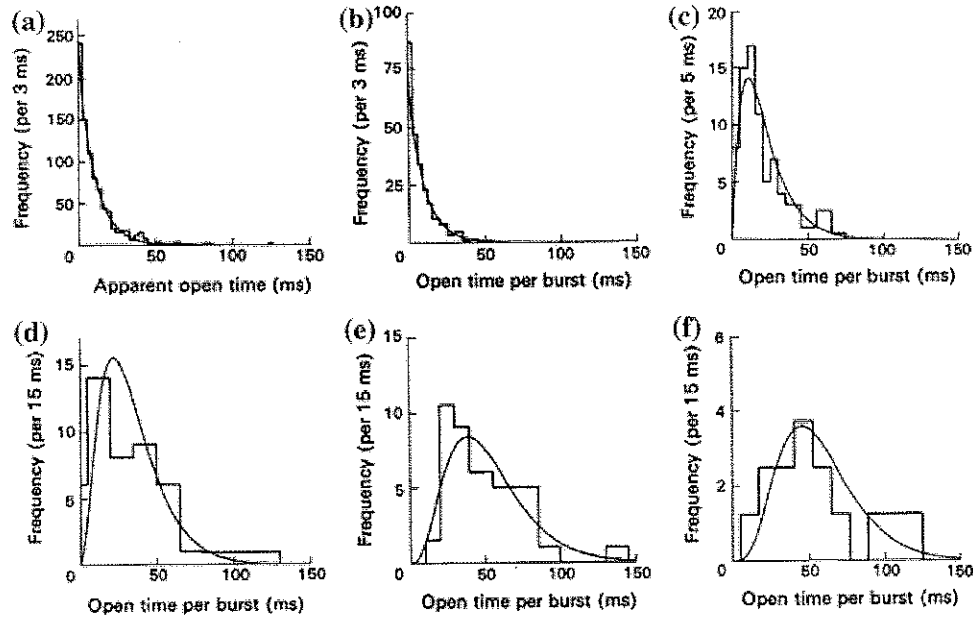 (a)
Frequency (per 3 ms)
250
200
150
100
50
0
50
100
150
Apparent open time (ms)
(b)
Frequency (per 3 ms)
100
75
50
25
0
50
100
150
Open time per burst (ms)
(c)
Frequency (per 5 ms)
20
15
10
5
0
50
100
150
Open time per burst (ms)
(d)
Frequency (per 15 ms)
15
10
5
0
50
100
150
Open time per burst (ms)
(e)
Frequency (per 15 ms)
15
10
5
0
50
100
150
Open time per burst (ms)
(f)
Frequency (per 15 ms)
6
4
2
0
50
100
150
Open time per burst (ms)